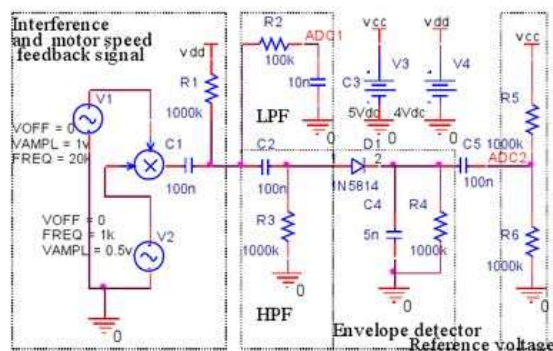 Interference
and motor speed
feedback signal
vdd
R1
1000k
V1
VOFF = 0
VAMPL = 1v
FREQ = 20k
C1
100n
VOFF = 0
FREQ = 1k
VAMPL = 0.5v
V2
0
R2
100k
ADC1
10n
C3
0
LPF
C2
100n
R3
1000k
0
HPF
vcc
V3
5Vdc
0
V4
4Vdc
0
D1
2
1N5814
C4
5n
R4
1000k
0
C5
100n
ADC2
Envelope detector
vcc
R5
1000k
R6
1000k
0
Reference voltage